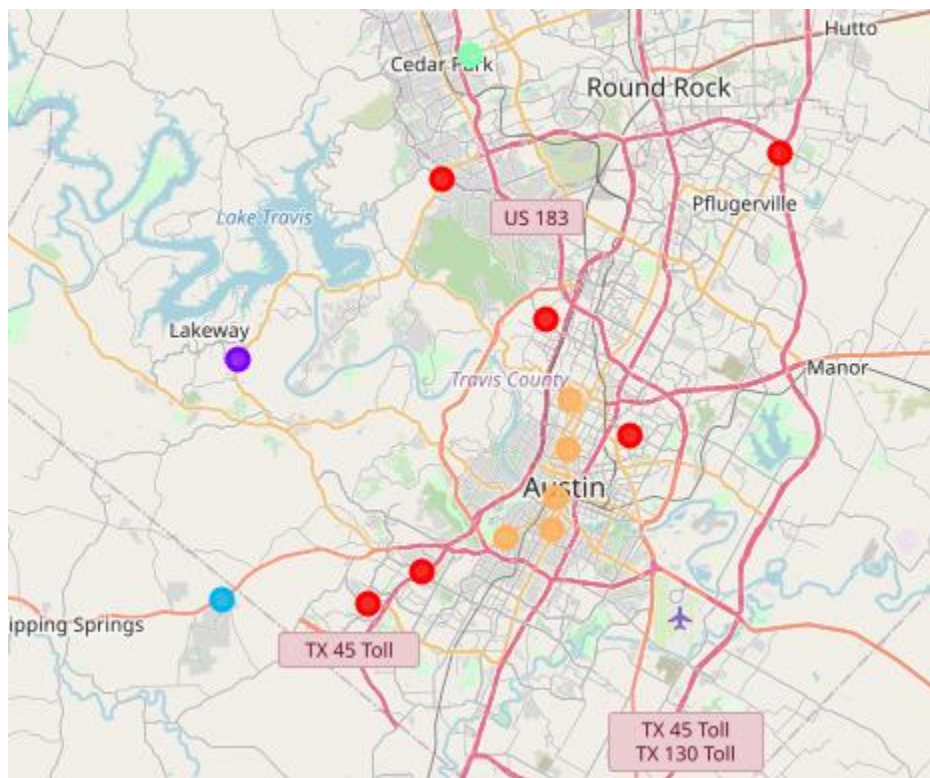 Hutto
Cedar Park
Round Rock
Pflugerville
Lake Travis
US 183
Lakeway
Travis County
Manor
Austin
ipping Springs
TX 45 Toll
TX 45 Toll
TX 130 Toll